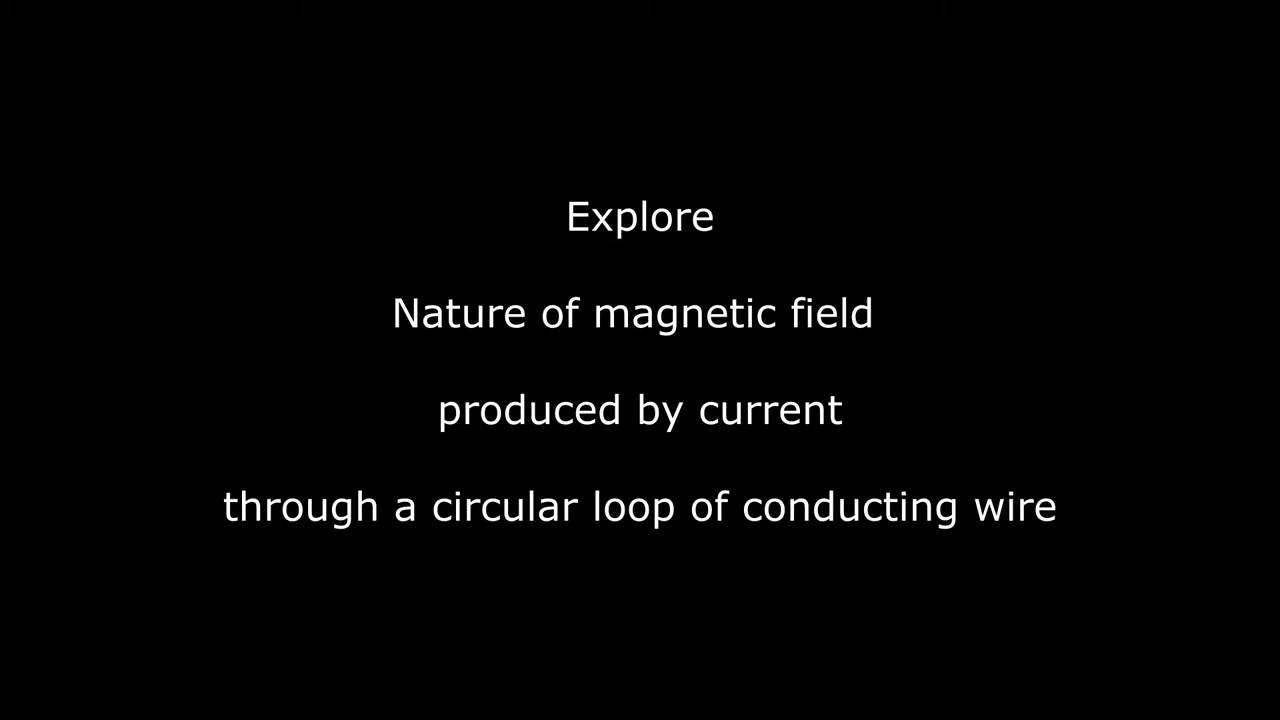 Explore
Nature of magnetic field
produced by current
through a circular loop of conducting wire